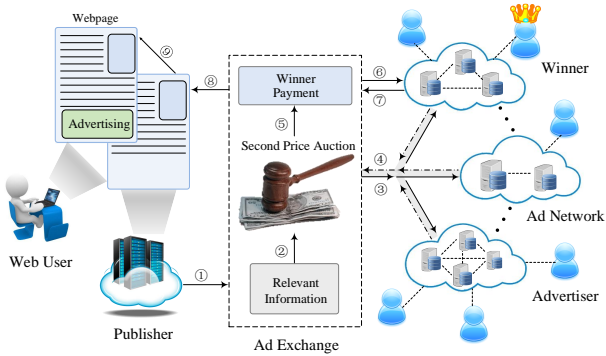 Webpage
⑨
Advertising
Web User
Publisher
①
⑧
Winner
Payment
⑤
Second Price Auction
②
Relevant
Information
Ad Exchange
⑥
⑦
④
③
Winner
Ad Network
Advertiser